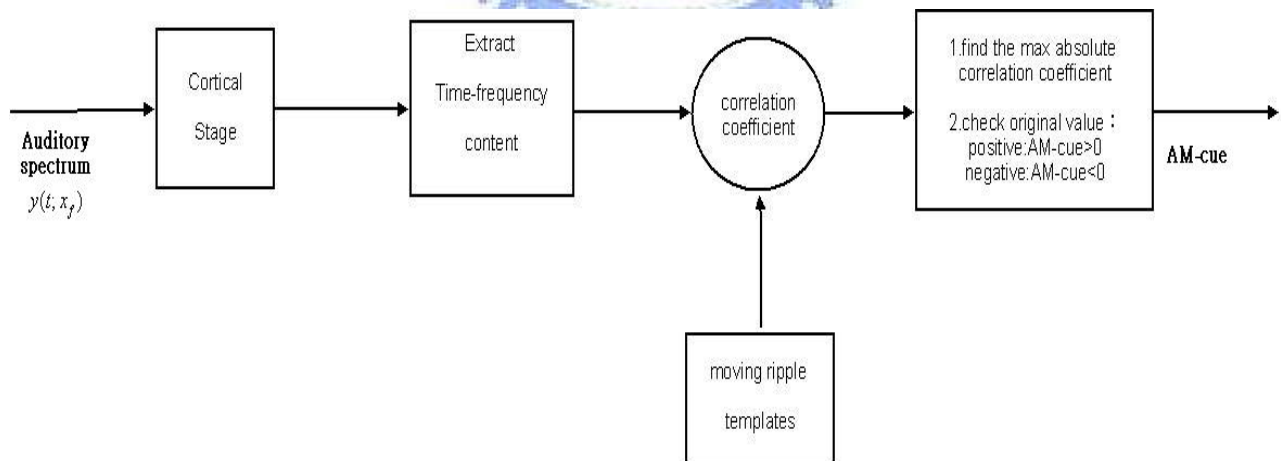 Auditory
spectrum
y(t; x_f)
Cortical
Stage
Extract
Time-frequency
content
correlation
coefficient
moving ripple
templates
1.find the max absolute
correlation coefficient
2.check original value：
positive:AM-cue>0
negative:AM-cue<0
AM-cue